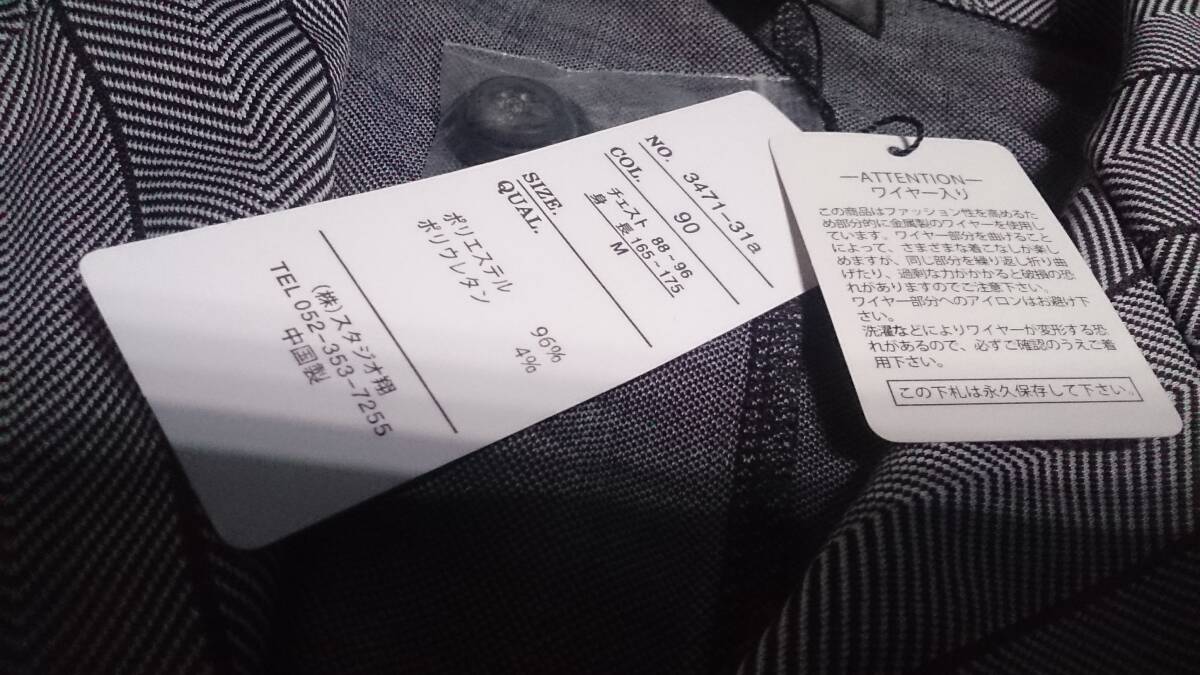 NO. 3471-31a
COL. 90
チェスト 88~96
身 長 165~175
SIZE. M
QUAL.
ポリエステル 96%
ポリウレタン 4%
(株)スタジオ翔
TEL052-353-7255
中国製
—ATTENTION—
ワイヤー入り
この商品はファッション性を高めるた
め部分的に金属製のワイヤーを使用し
ています。ワイヤー部分を曲げること
によって、さまざまな着こなしが楽し
めますが、同じ部分を繰り返し折り曲
げたり、過剰な力がかかると破損の恐
れがありますのでご注意下さい。
ワイヤー部分へのアイロンはお避け下
さい。
洗濯などによりワイヤーが変形する恐
れがあるので、必ずご確認のうえご着
用下さい。
この下札は永久保存して下さい。